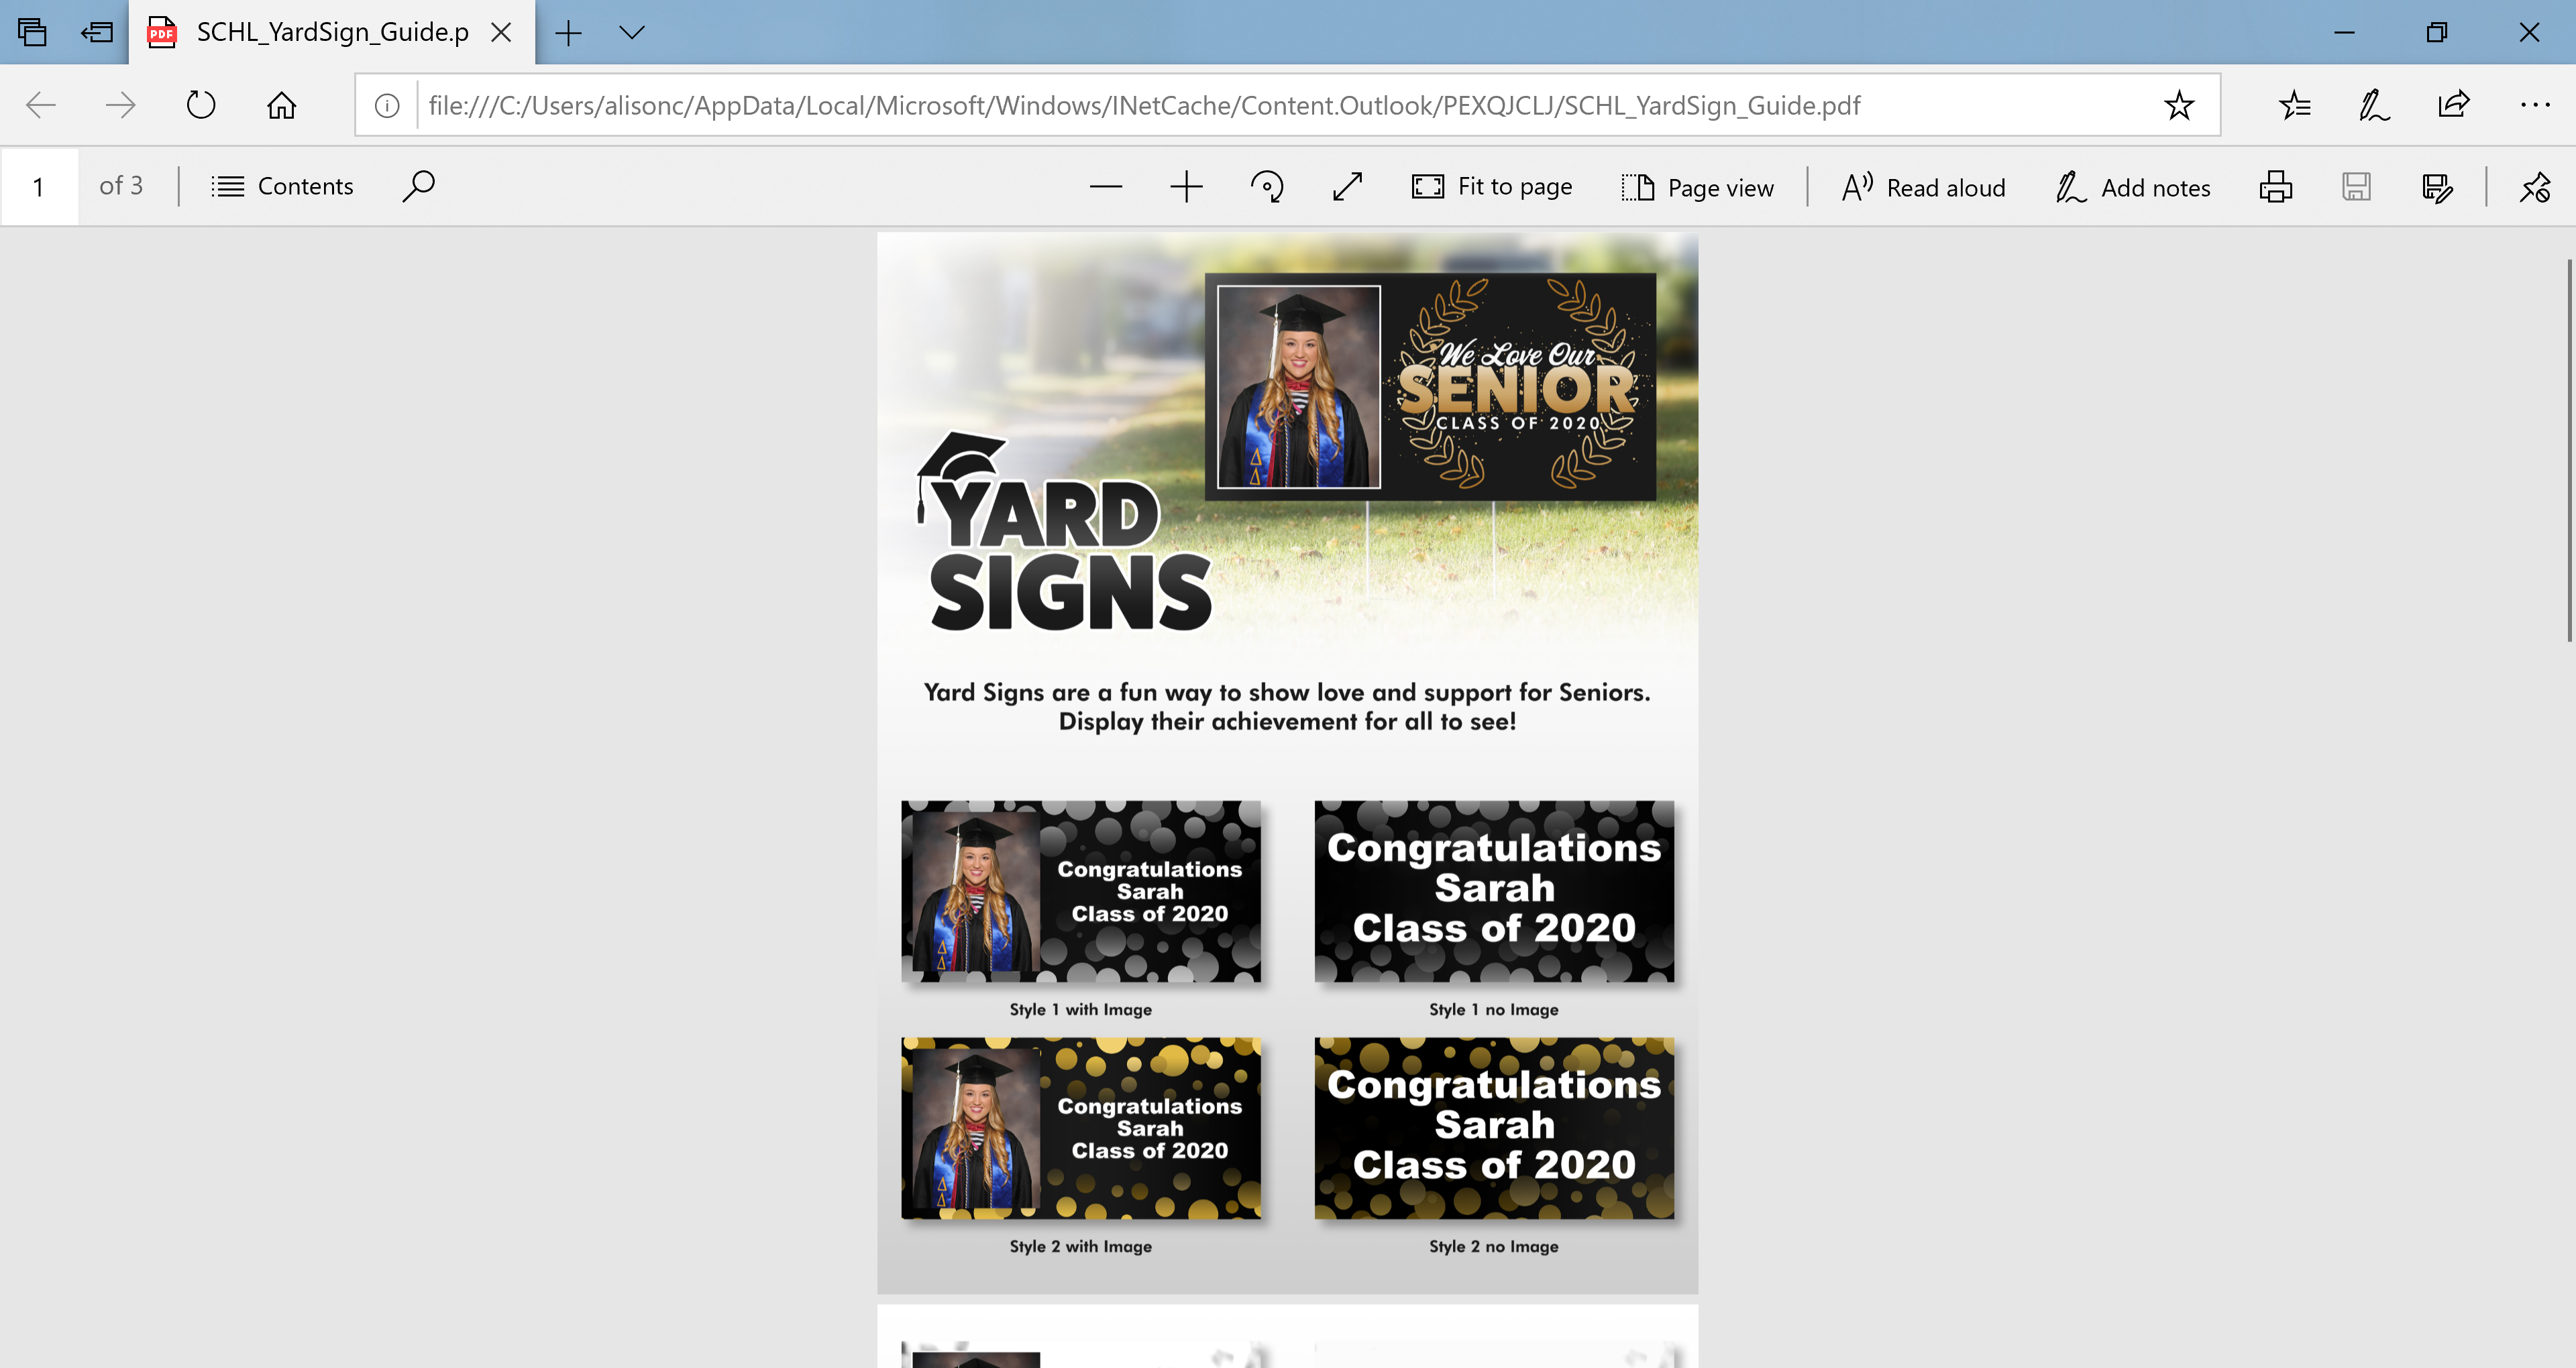 SCHL_YardSign_Guide.p
file:///C:/Users/alisonc/AppData/Local/Microsoft/Windows/INetCache/Content.Outlook/PEXQJCLJ/SCHL_YardSign_Guide.pdf
1 of 3 Contents Fit to page Page view Read aloud Add notes
We Love Our
SENIOR
CLASS OF 2020
YARD
SIGNS
Yard Signs are a fun way to show love and support for Seniors.
Display their achievement for all to see!
Congratulations
Sarah
Class of 2020
Style 1 with Image
Congratulations
Sarah
Class of 2020
Style 1 no Image
Congratulations
Sarah
Class of 2020
Style 2 with Image
Congratulations
Sarah
Class of 2020
Style 2 no Image